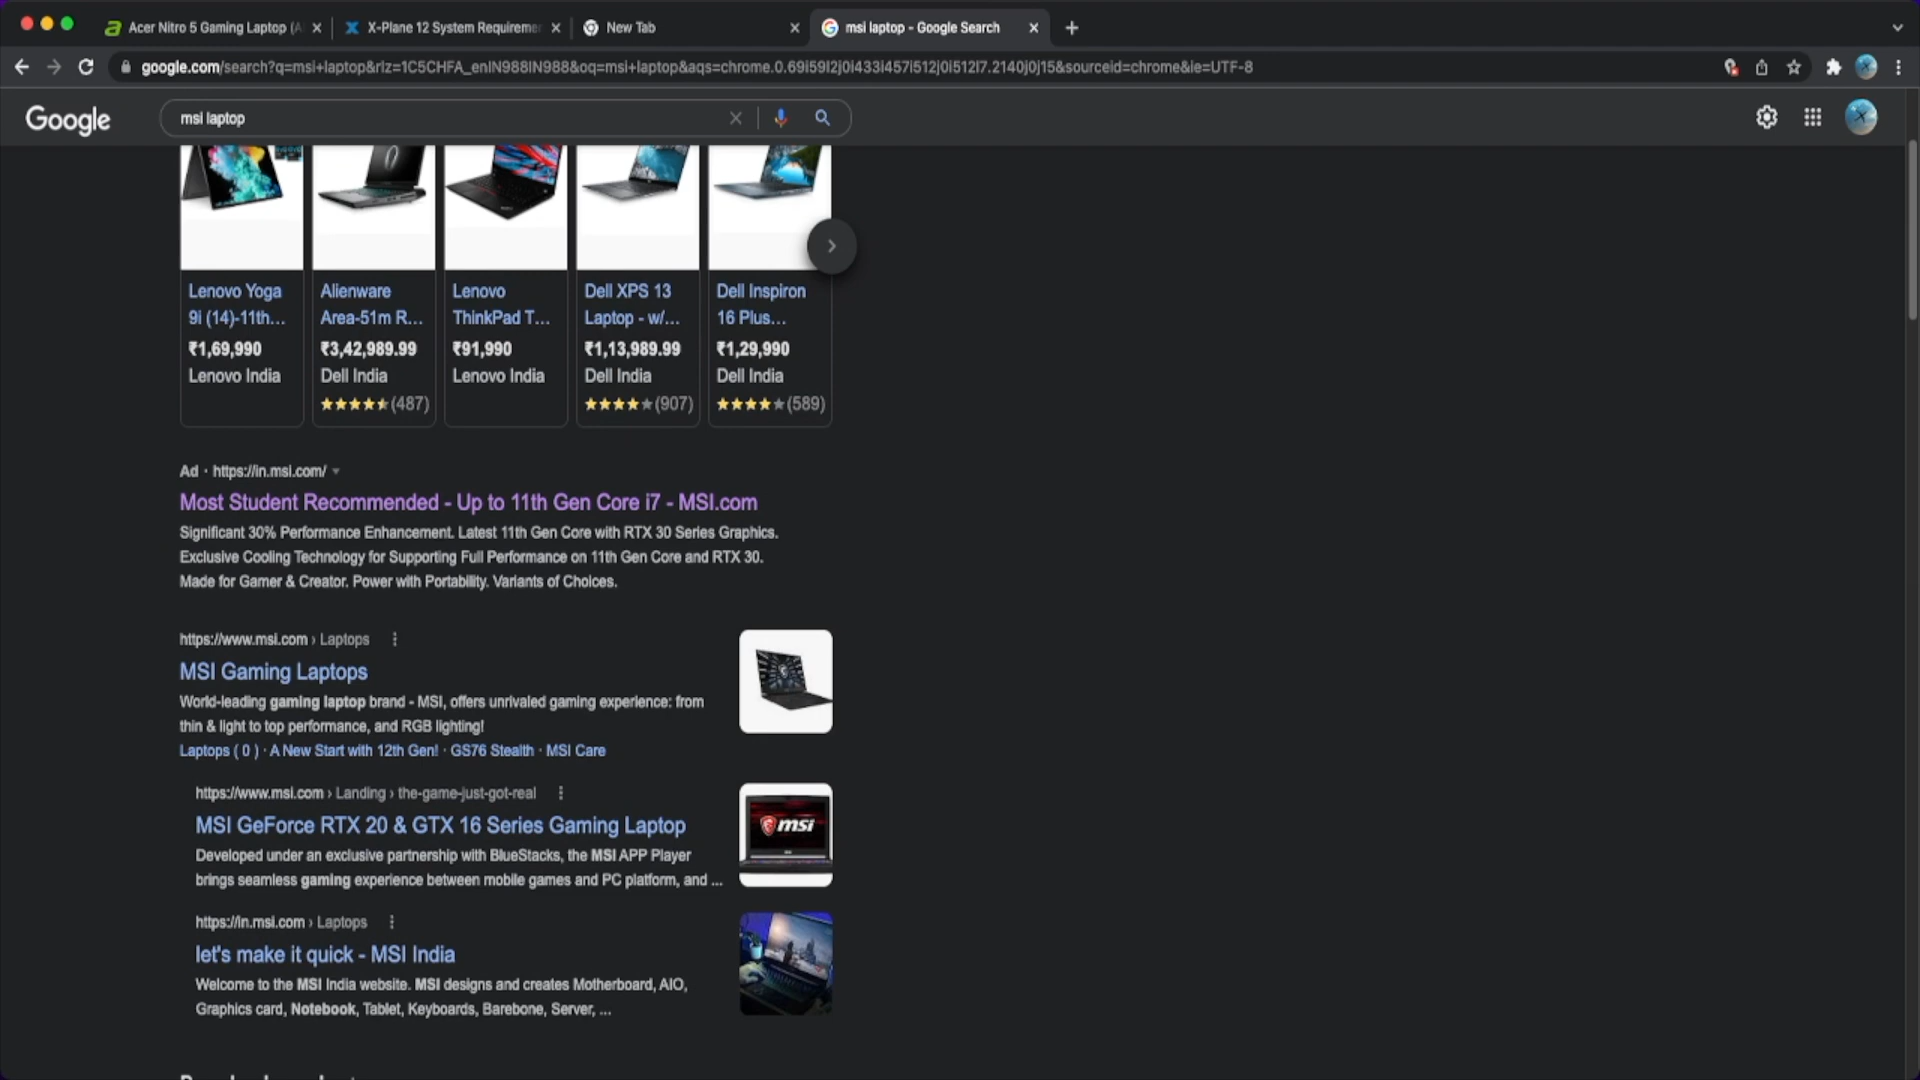 Acer Nitro 5 Gaming Laptop (A
X-Plane 12 System Requiremen
New Tab
msi laptop - Google Search
google.com/search?q=msi+laptop&rlz=1C5CHFA_enIN988IN988&oq=msi+laptop&aqs=chrome.0.69i59l2j0i433i457i512j0i512l7.2140j0j15&sourceid=chrome&ie=UTF-8
Google
msi laptop
Lenovo Yoga
9i (14)-11th...
₹1,69,990
Lenovo India
Alienware
Area-51m R...
₹3,42,989.99
Dell India
(487)
Lenovo
ThinkPad T...
₹91,990
Lenovo India
Dell XPS 13
Laptop - w/...
₹1,13,989.99
Dell India
(907)
Dell Inspiron
16 Plus...
₹1,29,990
Dell India
(589)
Ad · https://in.msi.com/
Most Student Recommended - Up to 11th Gen Core i7 - MSI.com
Significant 30% Performance Enhancement. Latest 11th Gen Core with RTX 30 Series Graphics.
Exclusive Cooling Technology for Supporting Full Performance on 11th Gen Core and RTX 30.
Made for Gamer & Creator. Power with Portability. Variants of Choices.
https://www.msi.com › Laptops
MSI Gaming Laptops
World-leading gaming laptop brand - MSI, offers unrivaled gaming experience: from
thin & light to top performance, and RGB lighting!
Laptops ( 0 ) · A New Start with 12th Gen! · GS76 Stealth · MSI Care
https://www.msi.com › Landing › the-game-just-got-real
MSI GeForce RTX 20 & GTX 16 Series Gaming Laptop
Developed under an exclusive partnership with BlueStacks, the MSI APP Player
brings seamless gaming experience between mobile games and PC platform, and ...
msi
https://in.msi.com › Laptops
let's make it quick - MSI India
Welcome to the MSI India website. MSI designs and creates Motherboard, AIO,
Graphics card, Notebook, Tablet, Keyboards, Barebone, Server, ...